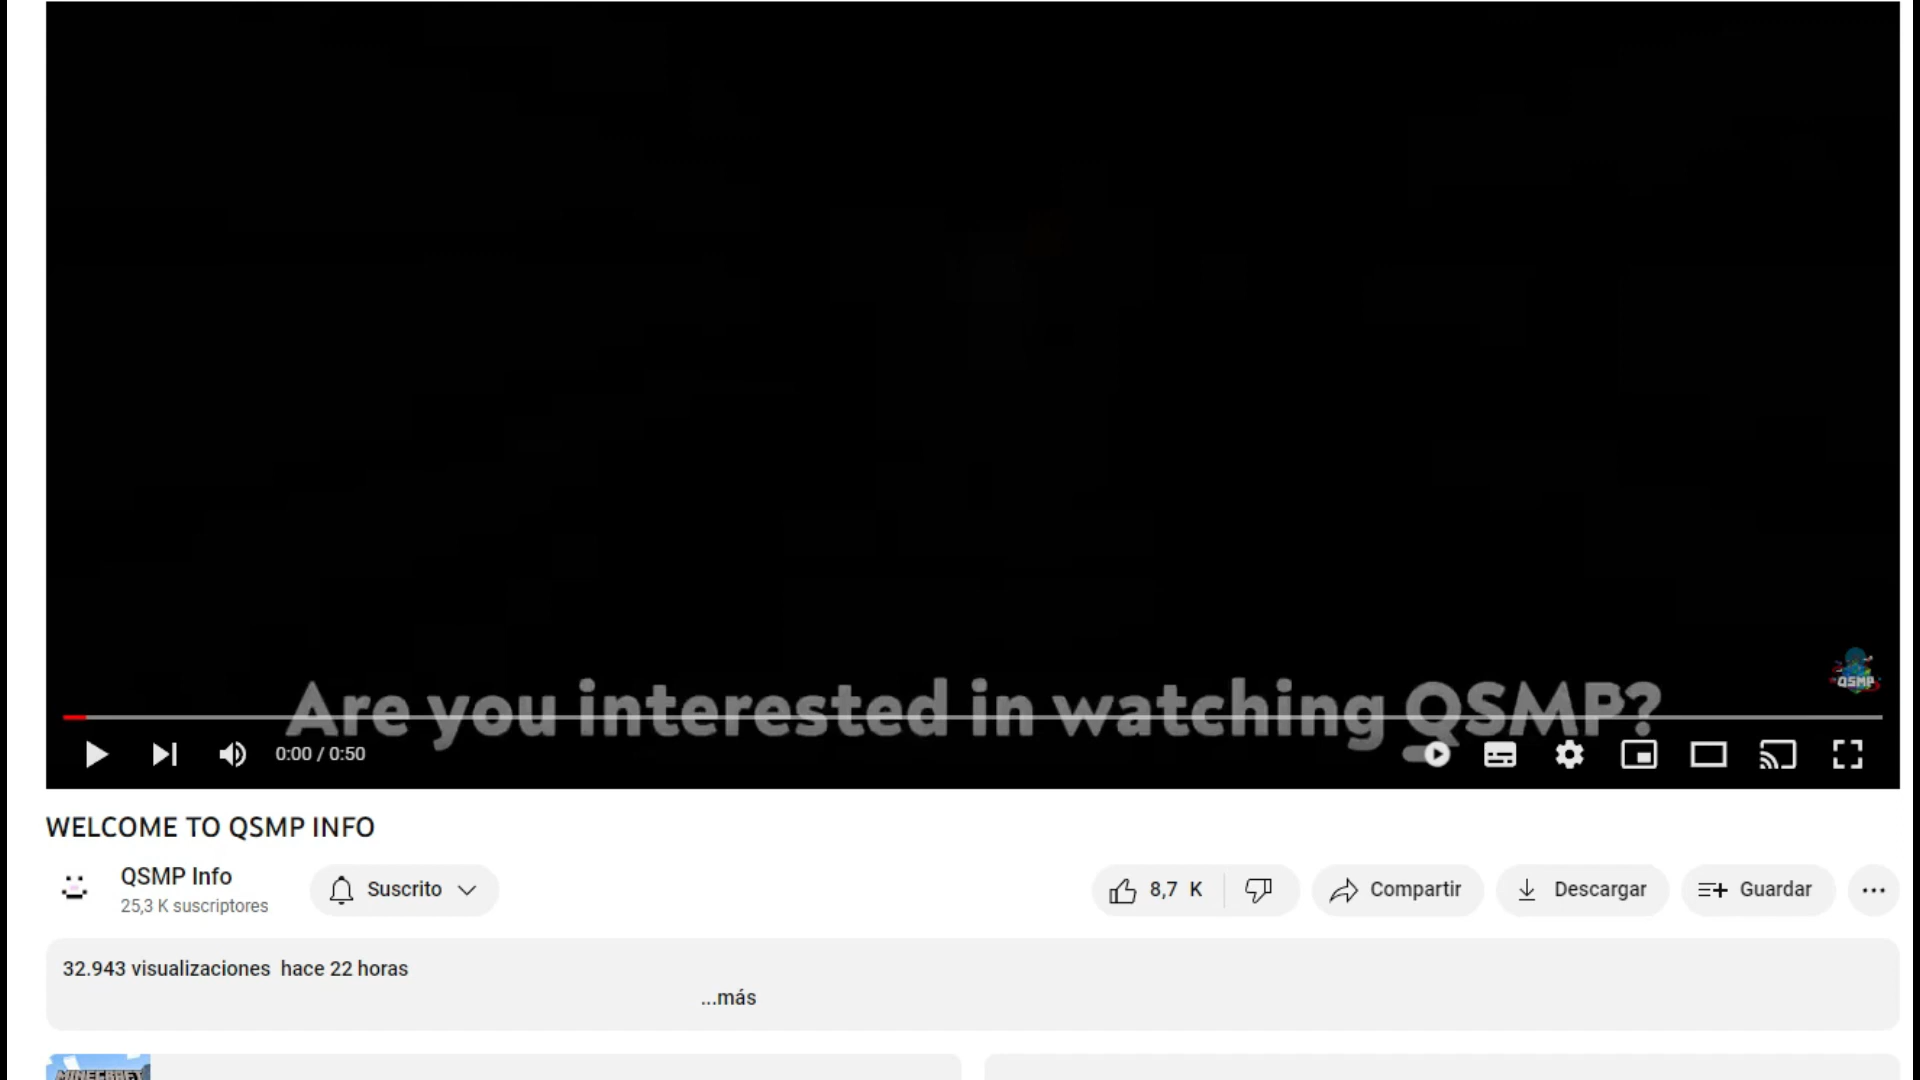 QSMP
Are you interested in watching QSMP?
0:00 / 0:50
WELCOME TO QSMP INFO
QSMP Info
25,3 K suscriptores
Suscrito
8,7 K
Compartir
Descargar
Guardar
32.943 visualizaciones hace 22 horas
...más
MINECRAFT